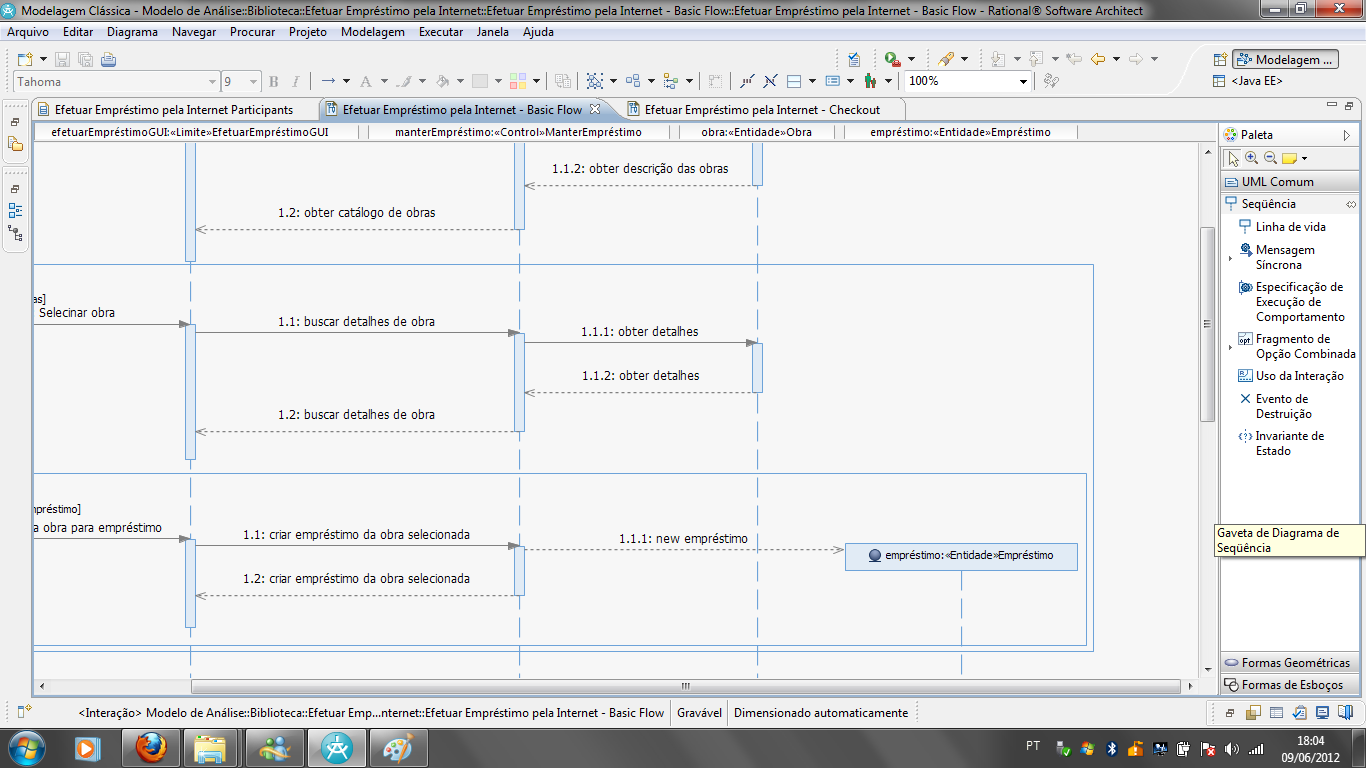 Modelagem Clássica - Modelo de Análise::Biblioteca::Efetuar Empréstimo pela Internet::Efetuar Empréstimo pela Internet - Basic Flow::Efetuar Empréstimo pela Internet - Basic Flow - Rational® Software Architect
Arquivo Editar Diagrama Navegar Procurar Projeto Modelagem Executar Janela Ajuda
Modelagem ...
Tahoma 9 B I A 100% <Java EE>
Efetuar Empréstimo pela Internet Participants Efetuar Empréstimo pela Internet - Basic Flow Efetuar Empréstimo pela Internet - Checkout
efetuarEmpréstimoGUI:«Limite»EfetuarEmpréstimoGUI manterEmpréstimo:«Control»ManterEmpréstimo obra:«Entidade»Obra empréstimo:«Entidade»Empréstimo
1.1.2: obter descrição das obras
1.2: obter catálogo de obras
as]
Selecinar obra
1.1: buscar detalhes de obra
1.1.1: obter detalhes
1.1.2: obter detalhes
1.2: buscar detalhes de obra
mpréstimo]
a obra para empréstimo
1.1: criar empréstimo da obra selecionada
1.1.1: new empréstimo
empréstimo:«Entidade»Empréstimo
1.2: criar empréstimo da obra selecionada
Paleta
UML Comum
Seqüência
Linha de vida
Mensagem
Síncrona
Especificação de
Execução de
Comportamento
opt
Fragmento de
Opção Combinada
Uso da Interação
Evento de
Destruição
Invariante de
Estado
Gaveta de Diagrama de
Seqüência
Formas Geométricas
Formas de Esboços
<Interação> Modelo de Análise::Biblioteca::Efetuar Emp...nternet::Efetuar Empréstimo pela Internet - Basic Flow Gravável Dimensionado automaticamente
PT
18:04
09/06/2012